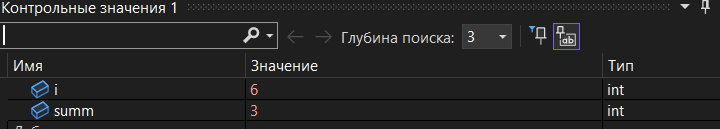 Контрольные значения 1
Глубина поиска: 3
Имя Значение Тип
i 6 int
summ 3 int